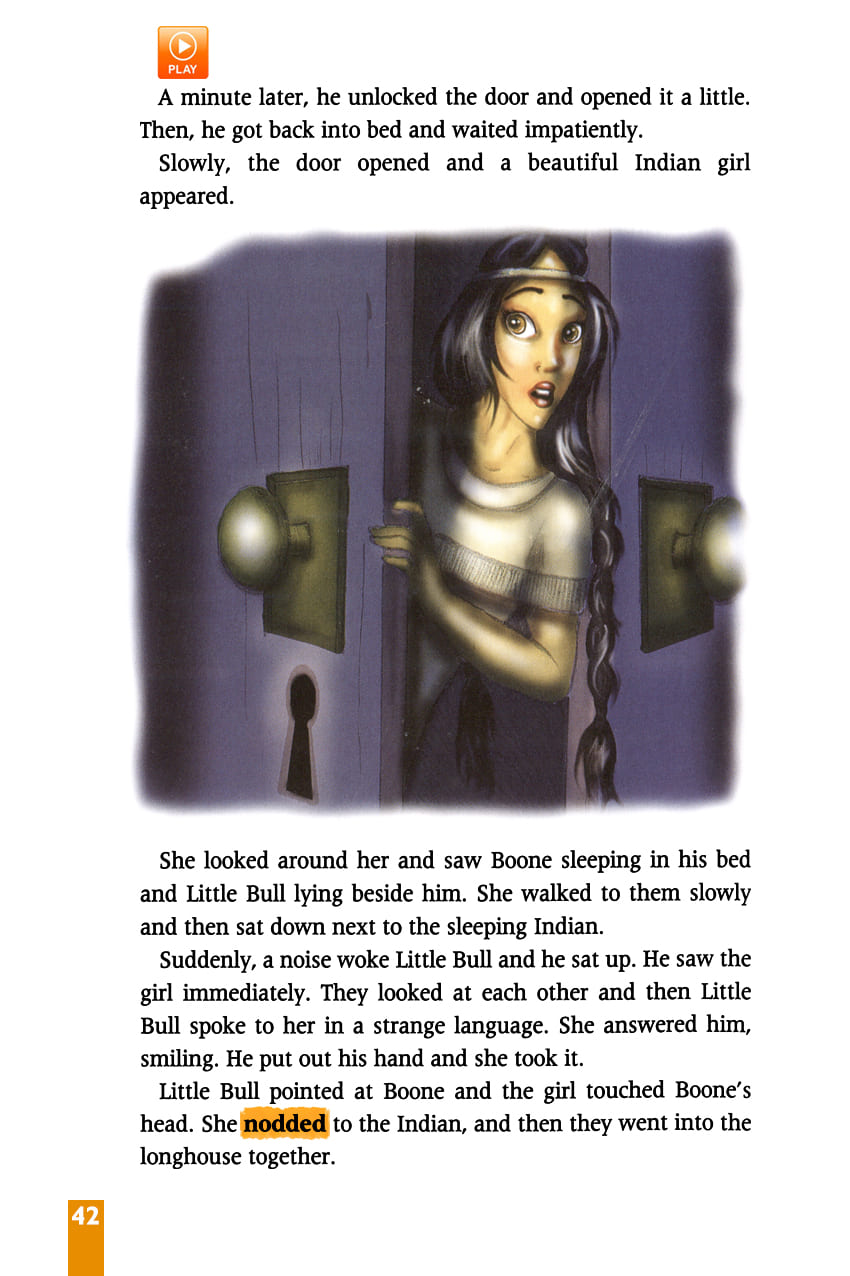 PLAY
A minute later, he unlocked the door and opened it a little.
Then, he got back into bed and waited impatiently.
Slowly, the door opened and a beautiful Indian girl
appeared.
She looked around her and saw Boone sleeping in his bed
and Little Bull lying beside him. She walked to them slowly
and then sat down next to the sleeping Indian.
Suddenly, a noise woke Little Bull and he sat up. He saw the
girl immediately. They looked at each other and then Little
Bull spoke to her in a strange language. She answered him,
smiling. He put out his hand and she took it.
Little Bull pointed at Boone and the girl touched Boone's
head. She nodded to the Indian, and then they went into the
longhouse together.
42